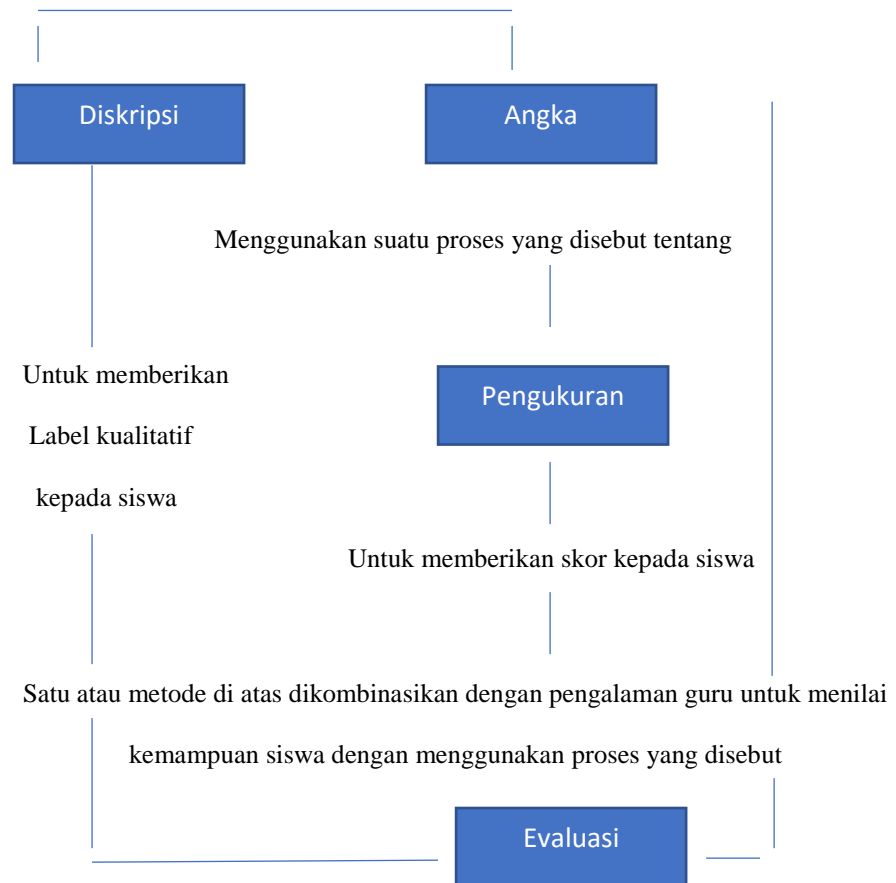 Diskripsi
Angka
Menggunakan suatu proses yang disebut tentang
Untuk memberikan
Label kualitatif
kepada siswa
Pengukuran
Untuk memberikan skor kepada siswa
Satu atau metode di atas dikombinasikan dengan pengalaman guru untuk menilai
kemampuan siswa dengan menggunakan proses yang disebut
Evaluasi